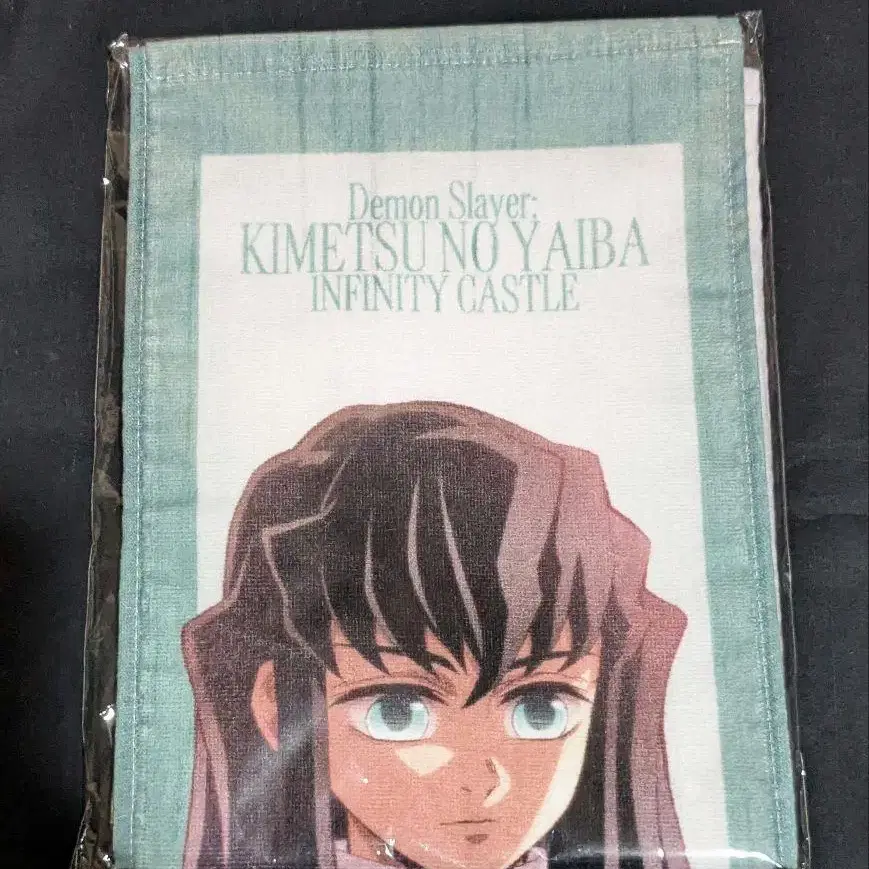 Demon Slayer:
KIMETSU NO YAIBA
INFINITY CASTLE